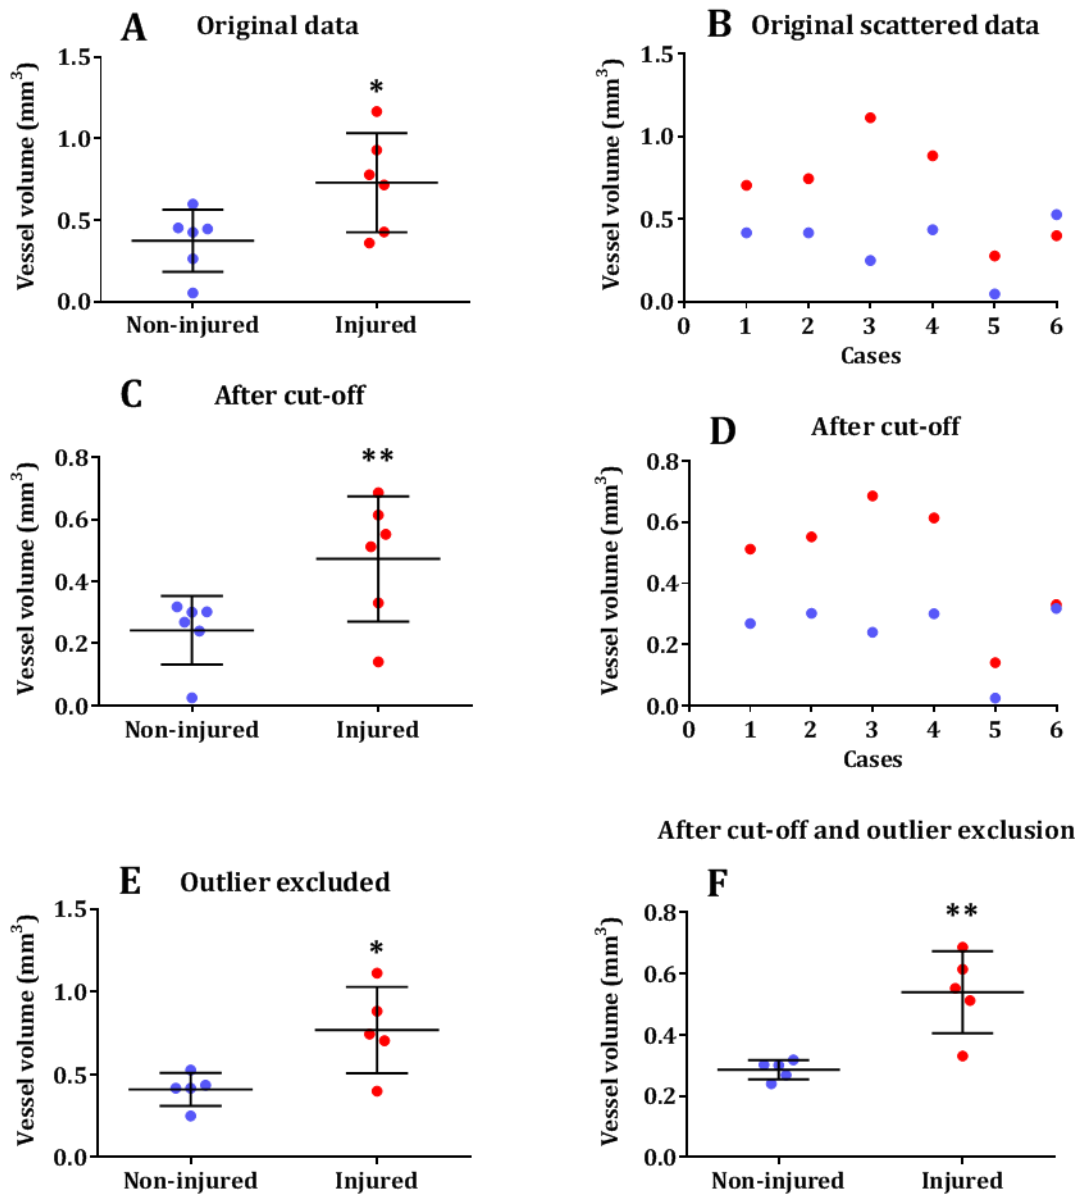 A
Original data
Vessel volume (mm³)
1.5
1.0
0.5
0.0
*
Non-injured
Injured
B
Original scattered data
Vessel volume (mm³)
1.5
1.0
0.5
0.0
0 1 2 3 4 5 6
Cases
C
After cut-off
Vessel volume (mm³)
0.8
0.6
0.4
0.2
0.0
**
Non-injured
Injured
D
After cut-off
Vessel volume (mm³)
0.8
0.6
0.4
0.2
0.0
0 1 2 3 4 5 6
Cases
E
Outlier excluded
Vessel volume (mm³)
1.5
1.0
0.5
0.0
*
Non-injured
Injured
After cut-off and outlier exclusion
F
Vessel volume (mm³)
0.8
0.6
0.4
0.2
0.0
**
Non-injured
Injured